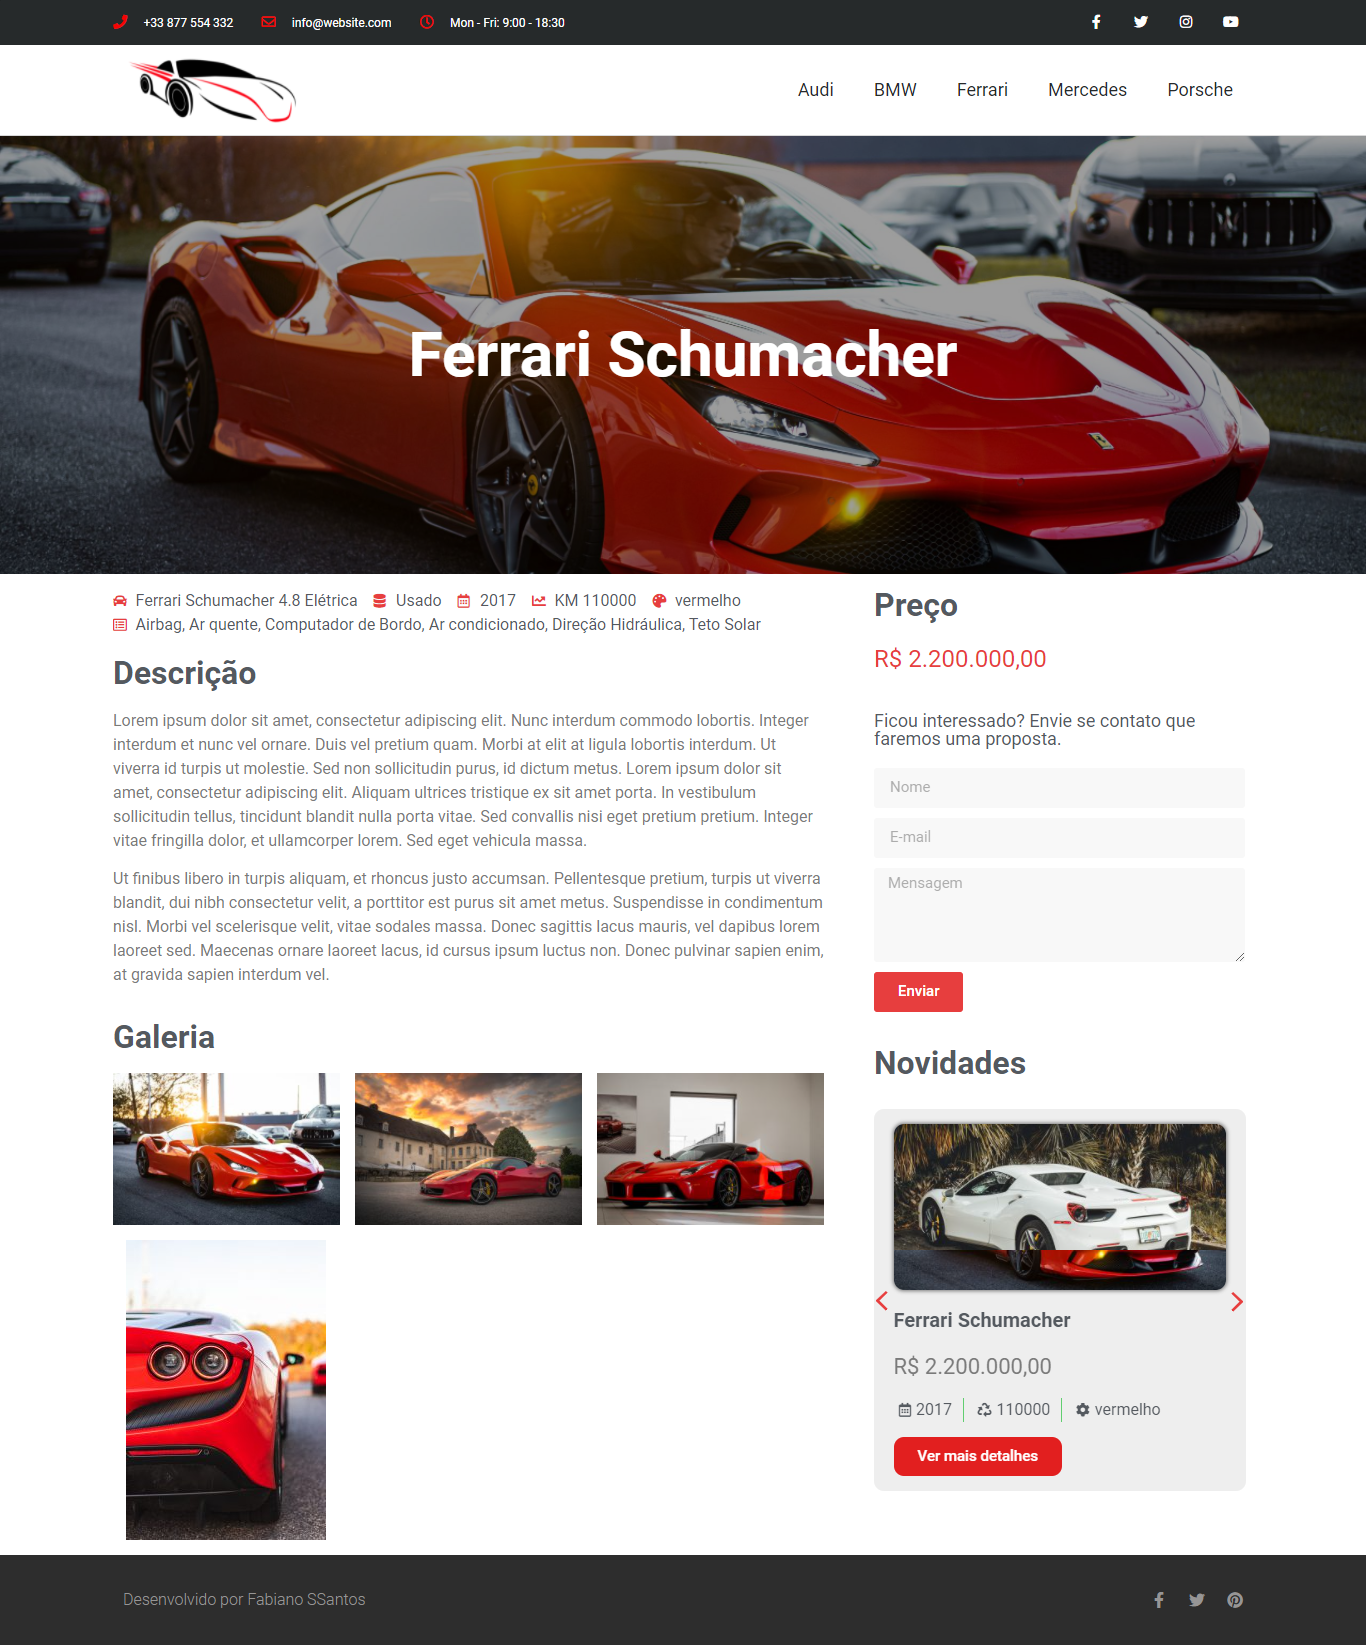 +33 877 554 332
info@website.com
Mon - Fri: 9:00 - 18:30
Audi
BMW
Ferrari
Mercedes
Porsche
Ferrari Schumacher
Ferrari Schumacher 4.8 Elétrica
Usado
2017
KM 110000
vermelho
Airbag, Ar quente, Computador de Bordo, Ar condicionado, Direção Hidráulica, Teto Solar
Descrição
Lorem ipsum dolor sit amet, consectetur adipiscing elit. Nunc interdum commodo lobortis. Integer
interdum et nunc vel ornare. Duis vel pretium quam. Morbi at elit at ligula lobortis interdum. Ut
viverra id turpis ut molestie. Sed non sollicitudin purus, id dictum metus. Lorem ipsum dolor sit
amet, consectetur adipiscing elit. Aliquam ultrices tristique ex sit amet porta. In vestibulum
sollicitudin tellus, tincidunt blandit nulla porta vitae. Sed convallis nisi eget pretium pretium. Integer
vitae fringilla dolor, et ullamcorper lorem. Sed eget vehicula massa.
Ut finibus libero in turpis aliquam, et rhoncus justo accumsan. Pellentesque pretium, turpis ut viverra
blandit, dui nibh consectetur velit, a porttitor est purus sit amet metus. Suspendisse in condimentum
nisl. Morbi vel scelerisque velit, vitae sodales massa. Donec sagittis lacus mauris, vel dapibus lorem
laoreet sed. Maecenas ornare laoreet lacus, id cursus ipsum luctus non. Donec pulvinar sapien enim,
at gravida sapien interdum vel.
Galeria
Preço
R$ 2.200.000,00
Ficou interessado? Envie se contato que
faremos uma proposta.
Nome
E-mail
Mensagem
Enviar
Novidades
Ferrari Schumacher
R$ 2.200.000,00
2017
110000
vermelho
Ver mais detalhes
Desenvolvido por Fabiano SSantos